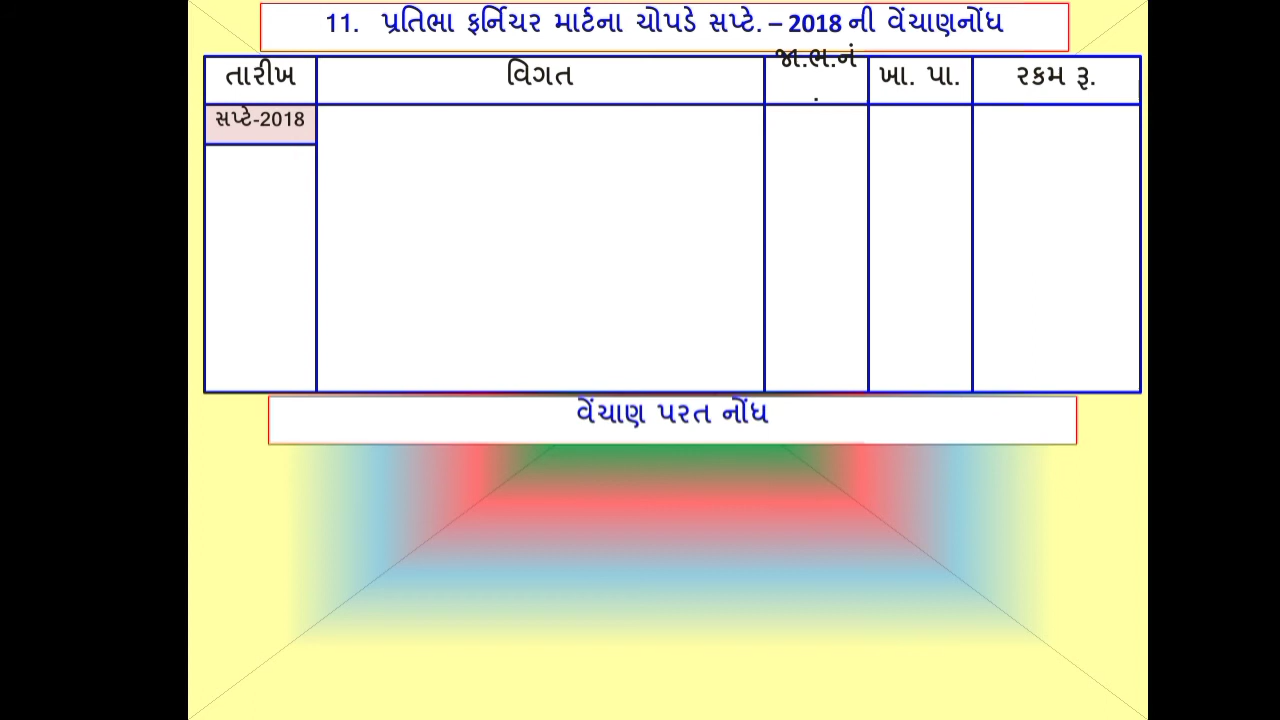 11. પ્રતિભા ફર્નિચર માર્ટના ચોપડે સપ્ટે. – 2018 ની વેંચાણનોંધ
તારીખ વિગત જા.ભ.નં. ખા. પા. રકમ રૂ.
સપ્ટે-2018
વેંચાણ પરત નોંધ